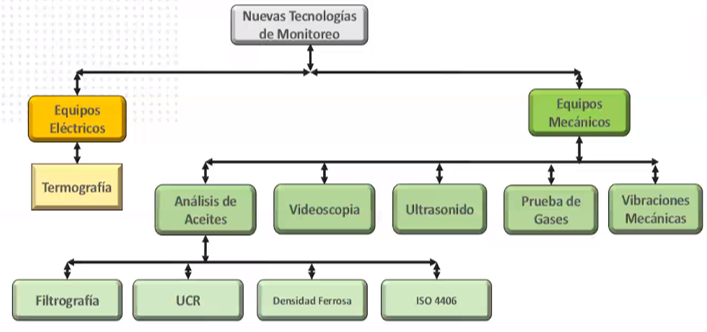 Nuevas Tecnologías
de Monitoreo
Equipos
Eléctricos
Equipos
Mecánicos
Termografía
Análisis de
Aceites
Videoscopia
Ultrasonido
Prueba de
Gases
Vibraciones
Mecánicas
Filtrografía
UCR
Densidad Ferrosa
ISO 4406